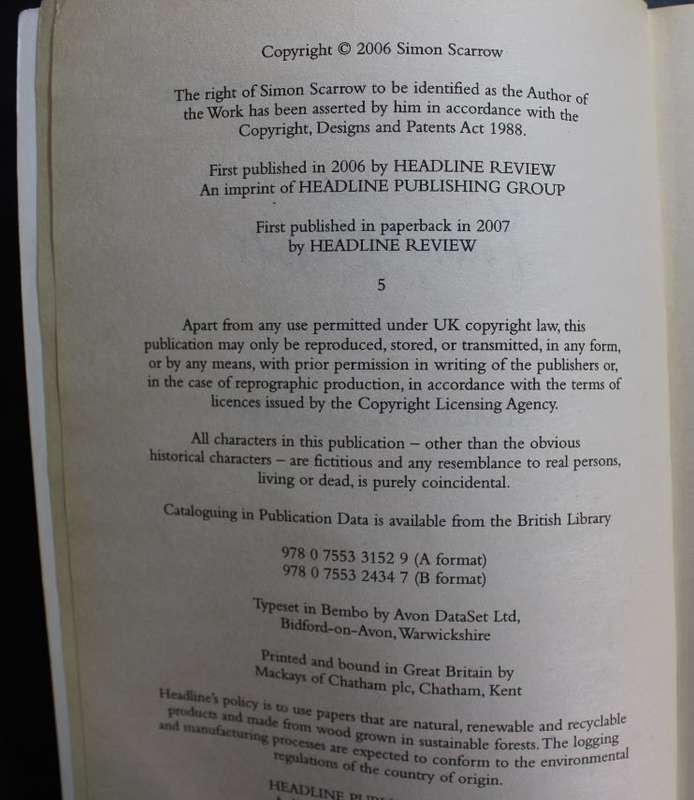 Copyright © 2006 Simon Scarrow
The right of Simon Scarrow to be identified as the Author of
the Work has been asserted by him in accordance with the
Copyright, Designs and Patents Act 1988.
First published in 2006 by HEADLINE REVIEW
An imprint of HEADLINE PUBLISHING GROUP
First published in paperback in 2007
by HEADLINE REVIEW
5
Apart from any use permitted under UK copyright law, this
publication may only be reproduced, stored, or transmitted, in any form,
or by any means, with prior permission in writing of the publishers or,
in the case of reprographic production, in accordance with the terms of
licences issued by the Copyright Licensing Agency.
All characters in this publication – other than the obvious
historical characters – are fictitious and any resemblance to real persons,
living or dead, is purely coincidental.
Cataloguing in Publication Data is available from the British Library
978 0 7553 3152 9 (A format)
978 0 7553 2434 7 (B format)
Typeset in Bembo by Avon DataSet Ltd,
Bidford-on-Avon, Warwickshire
Printed and bound in Great Britain by
Mackays of Chatham plc, Chatham, Kent
Headline's policy is to use papers that are natural, renewable and recyclable
products and made from wood grown in sustainable forests. The logging
and manufacturing processes are expected to conform to the environmental
regulations of the country of origin.
HEADLINE